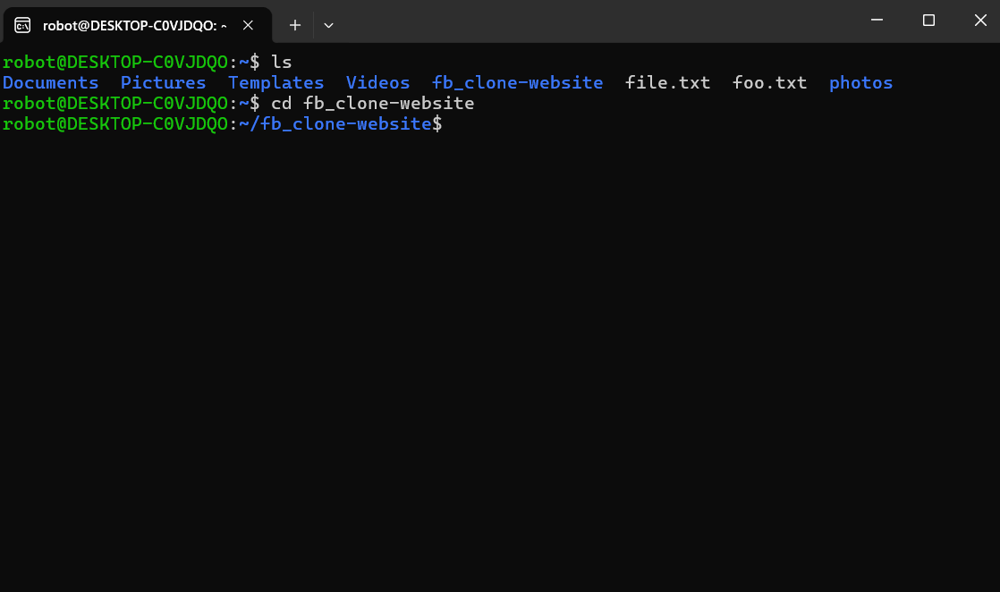 robot@DESKTOP-C0VJDQO: ~
robot@DESKTOP-C0VJDQO:~$ ls
Documents  Pictures  Templates  Videos  fb_clone-website  file.txt  foo.txt  photos
robot@DESKTOP-C0VJDQO:~$ cd fb_clone-website
robot@DESKTOP-C0VJDQO:~/fb_clone-website$